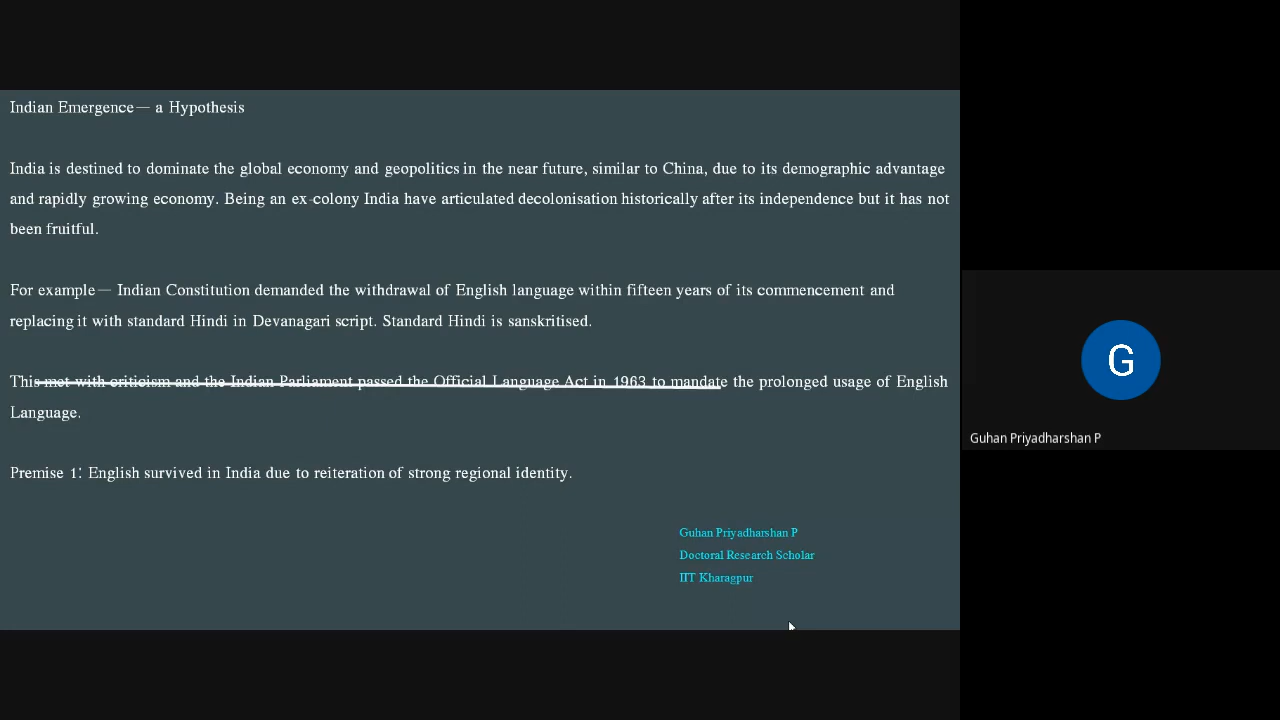 Indian Emergence— a Hypothesis
India is destined to dominate the global economy and geopolitics in the near future, similar to China, due to its demographic advantage
and rapidly growing economy. Being an ex-colony India have articulated decolonisation historically after its independence but it has not
been fruitful.
For example— Indian Constitution demanded the withdrawal of English language within fifteen years of its commencement and
replacing it with standard Hindi in Devanagari script. Standard Hindi is sanskritised.
This met with criticism and the Indian Parliament passed the Official Language Act in 1963 to mandate the prolonged usage of English
Language.
Premise 1: English survived in India due to reiteration of strong regional identity.
Guhan Priyadharshan P
Doctoral Research Scholar
IIT Kharagpur
G
Guhan Priyadharshan P